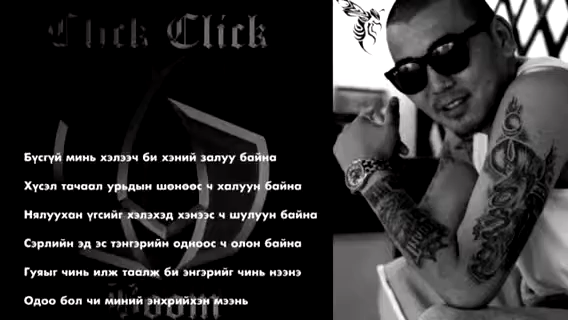 Click Click
Бүсгүй минь хэлээч би хэний залуу байна
Хүсэл тачаал урьдын шөнөөс ч халуун байна
Нялуухан үгсийг хэлэхэд хэнээс ч шулуун байна
Сэрлийн эд эс тэнгэрийн одноос ч олон байна
Гуяыг чинь илж таалж би энгэрийг чинь нээнэ
Одоо бол чи миний энхрийхэн мээнь
Boom